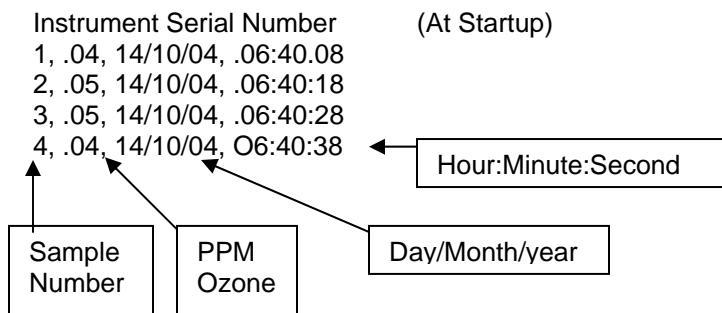 Instrument Serial Number (At Startup)
1, .04, 14/10/04, .06:40.08
2, .05, 14/10/04, .06:40:18
3, .05, 14/10/04, .06:40:28
4, .04, 14/10/04, O6:40:38
Hour:Minute:Second
Sample
Number
PPM
Ozone
Day/Month/year